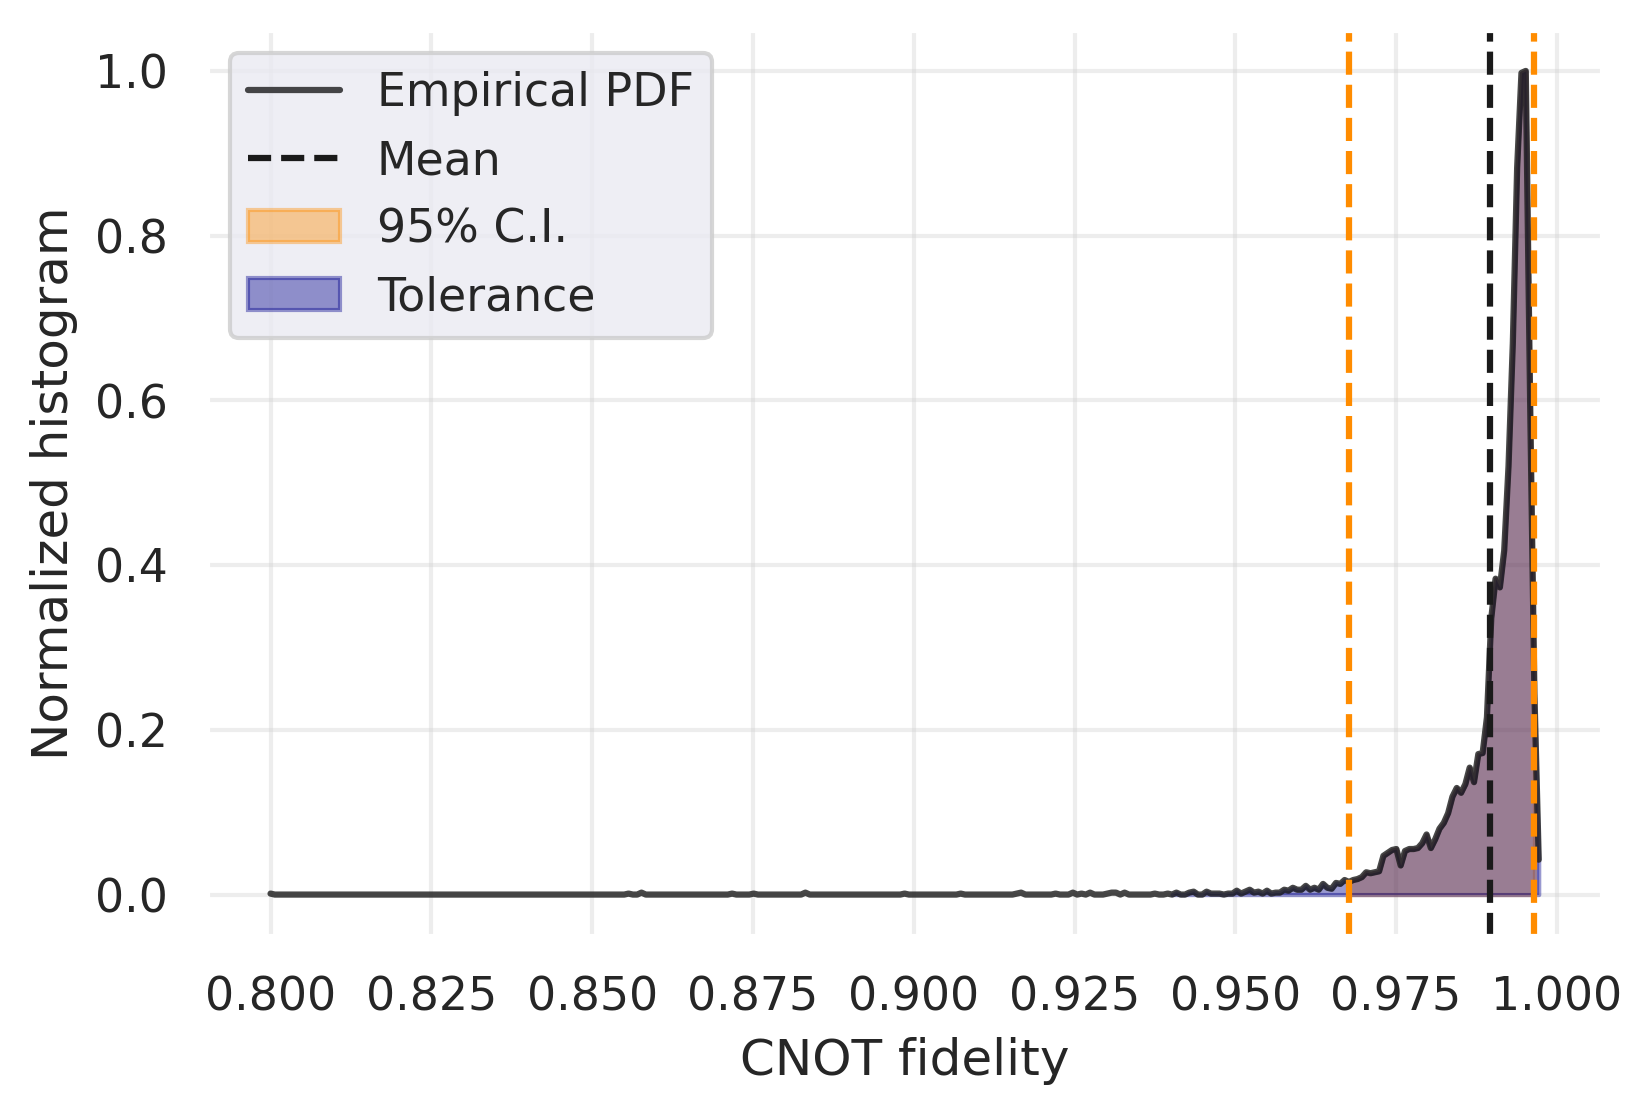 Empirical PDF
Mean
95% C.I.
Tolerance
Normalized histogram
1.0
0.8
0.6
0.4
0.2
0.0
0.800 0.825 0.850 0.875 0.900 0.925 0.950 0.975 1.000
CNOT fidelity